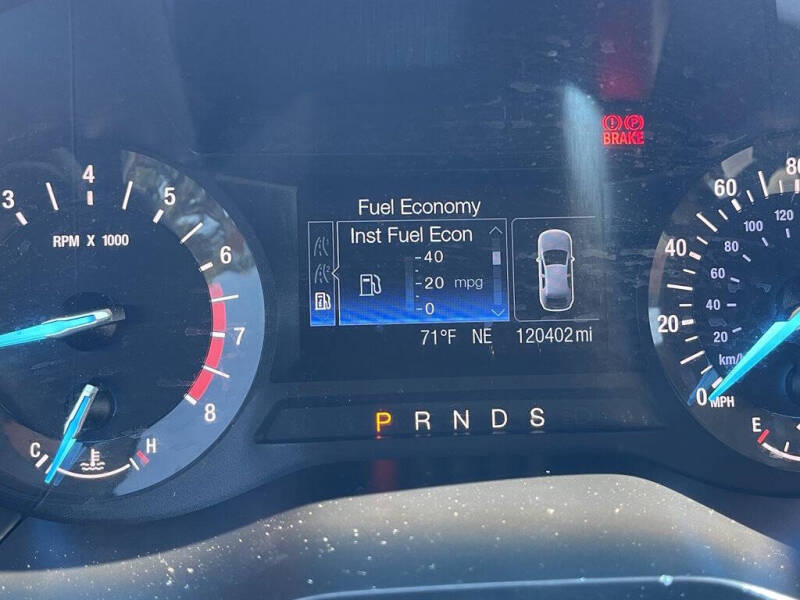 BRAKE
Fuel Economy
Inst Fuel Econ
40
20 mpg
0
71°F NE 120402mi
P R N D S
3 4 5 6 7 8
RPM X 1000
C H
0 20 40 60 80
MPH
20 40 60 80 100 120
km/
E